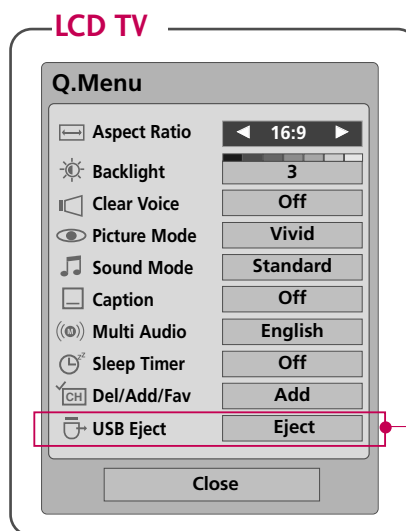 LCD TV
Q.Menu
Aspect Ratio ◄ 16:9 ►
Backlight 3
Clear Voice Off
Picture Mode Vivid
Sound Mode Standard
Caption Off
Multi Audio English
Sleep Timer Off
CH Del/Add/Fav Add
USB Eject Eject
Close